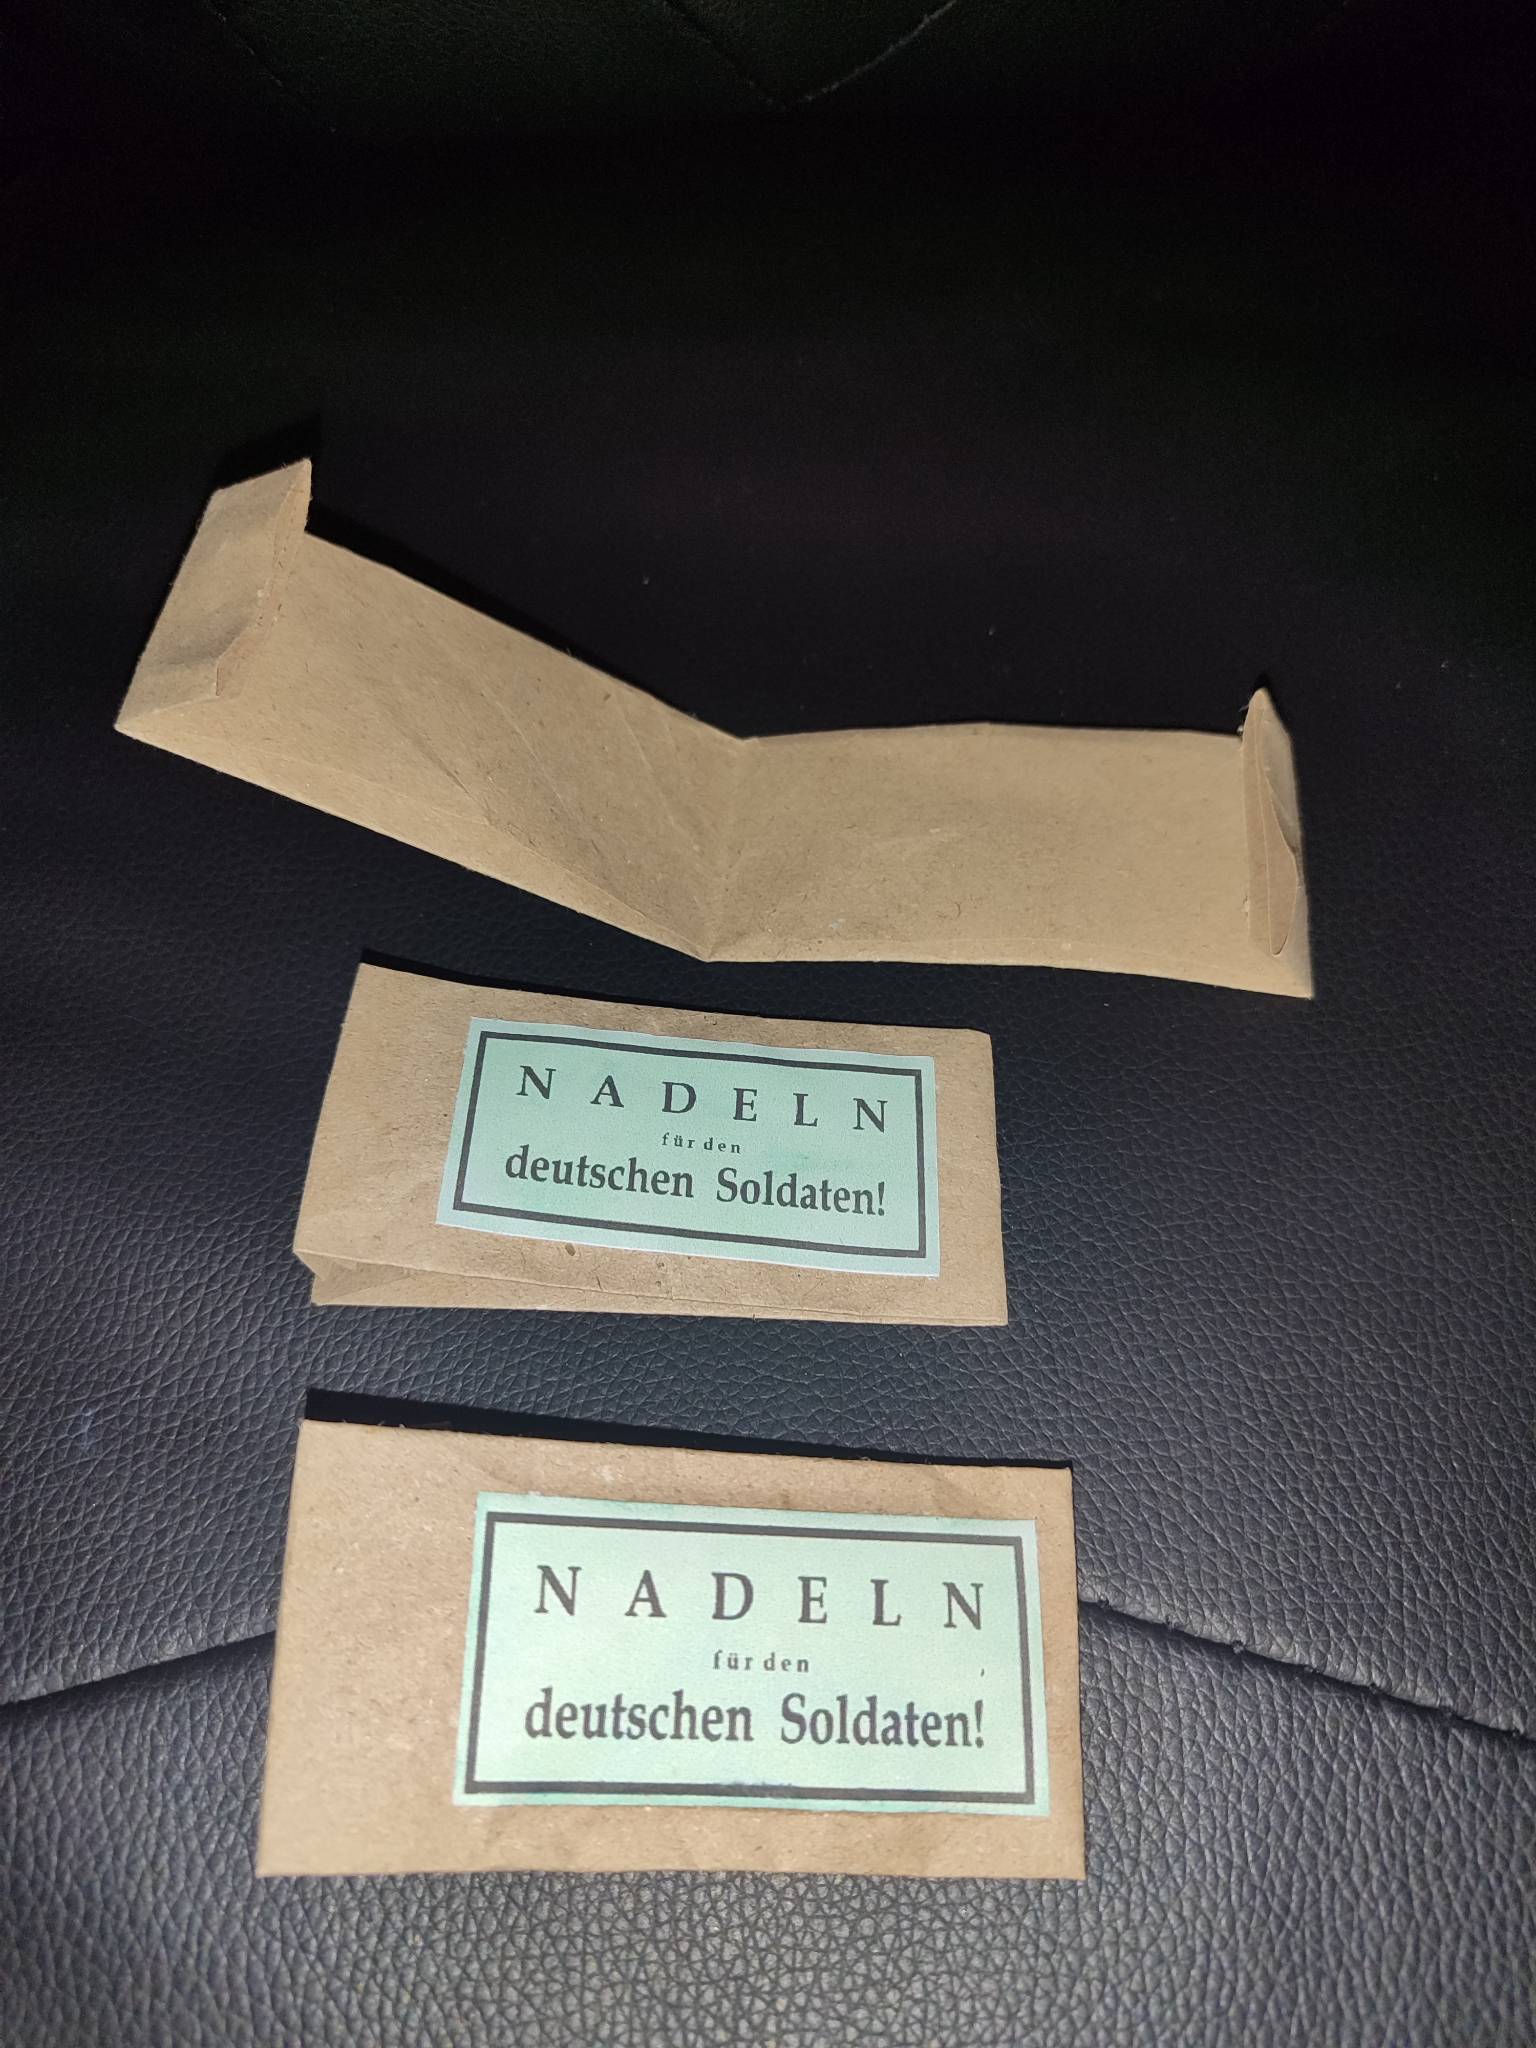 NADELN
für den
deutschen Soldaten!
NADELN
für den
deutschen Soldaten!